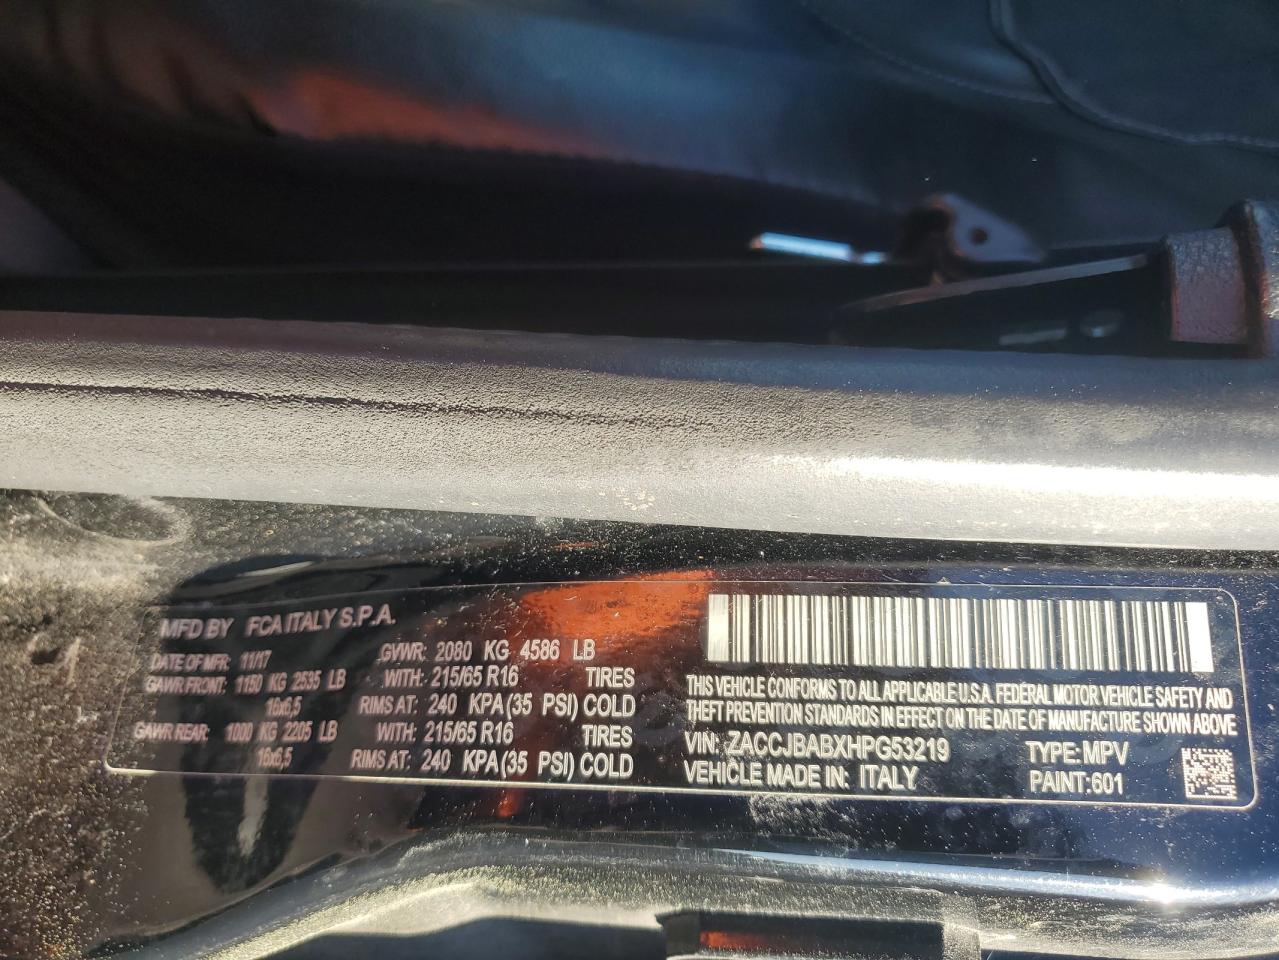 MFD BY FCA ITALY S.P.A.
DATE OF MFR: 11/17 GVWR: 2080 KG 4586 LB
GAWR FRONT: 1150 KG 2535 LB WITH: 215/65 R16 TIRES
16x6,5 RIMS AT: 240 KPA (35 PSI) COLD
GAWR REAR: 1000 KG 2205 LB WITH: 215/65 R16 TIRES
16x6,5 RIMS AT: 240 KPA (35 PSI) COLD
THIS VEHICLE CONFORMS TO ALL APPLICABLE U.S.A. FEDERAL MOTOR VEHICLE SAFETY AND
THEFT PREVENTION STANDARDS IN EFFECT ON THE DATE OF MANUFACTURE SHOWN ABOVE
VIN: ZACCJBABXHPG53219 TYPE: MPV
VEHICLE MADE IN: ITALY PAINT:601